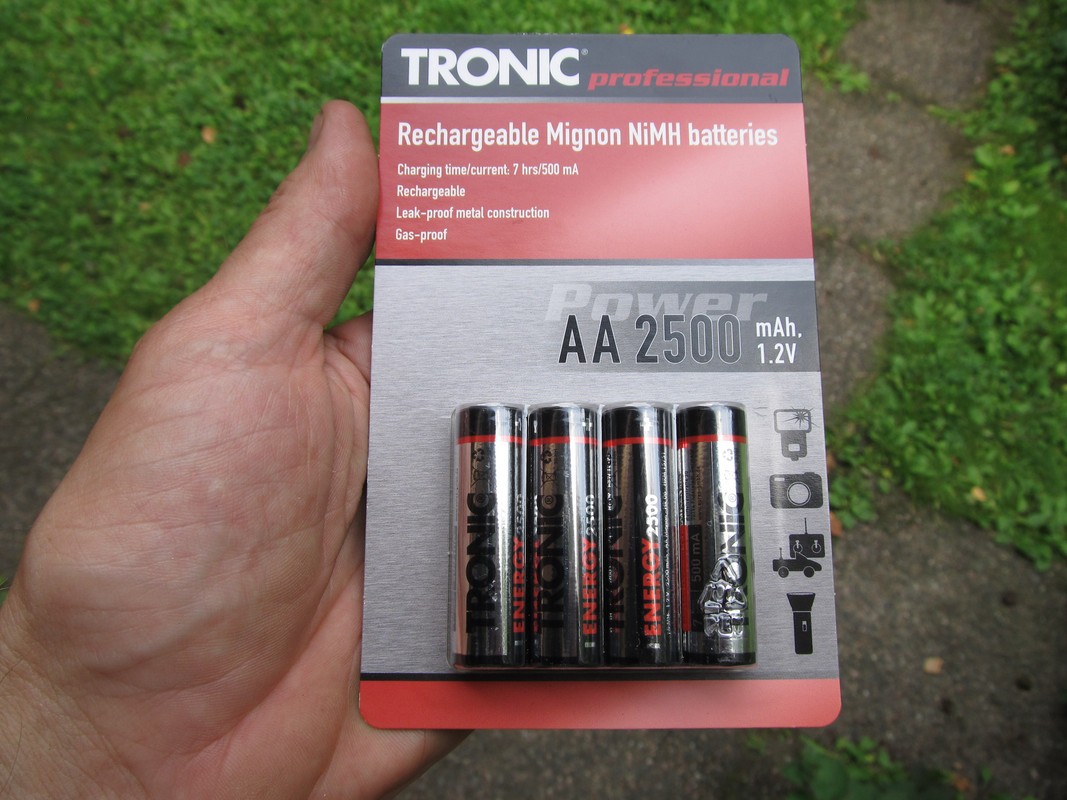 TRONIC® professional
Rechargeable Mignon NiMH batteries
Charging time/current: 7 hrs/500 mA
Rechargeable
Leak-proof metal construction
Gas-proof
Power
AA 2500 mAh,
1.2V
TRONIC®
ENERGY 2500
TRONIC®
ENERGY 2500
TRONIC
ENERGY 2500
500 mA
TRONIC